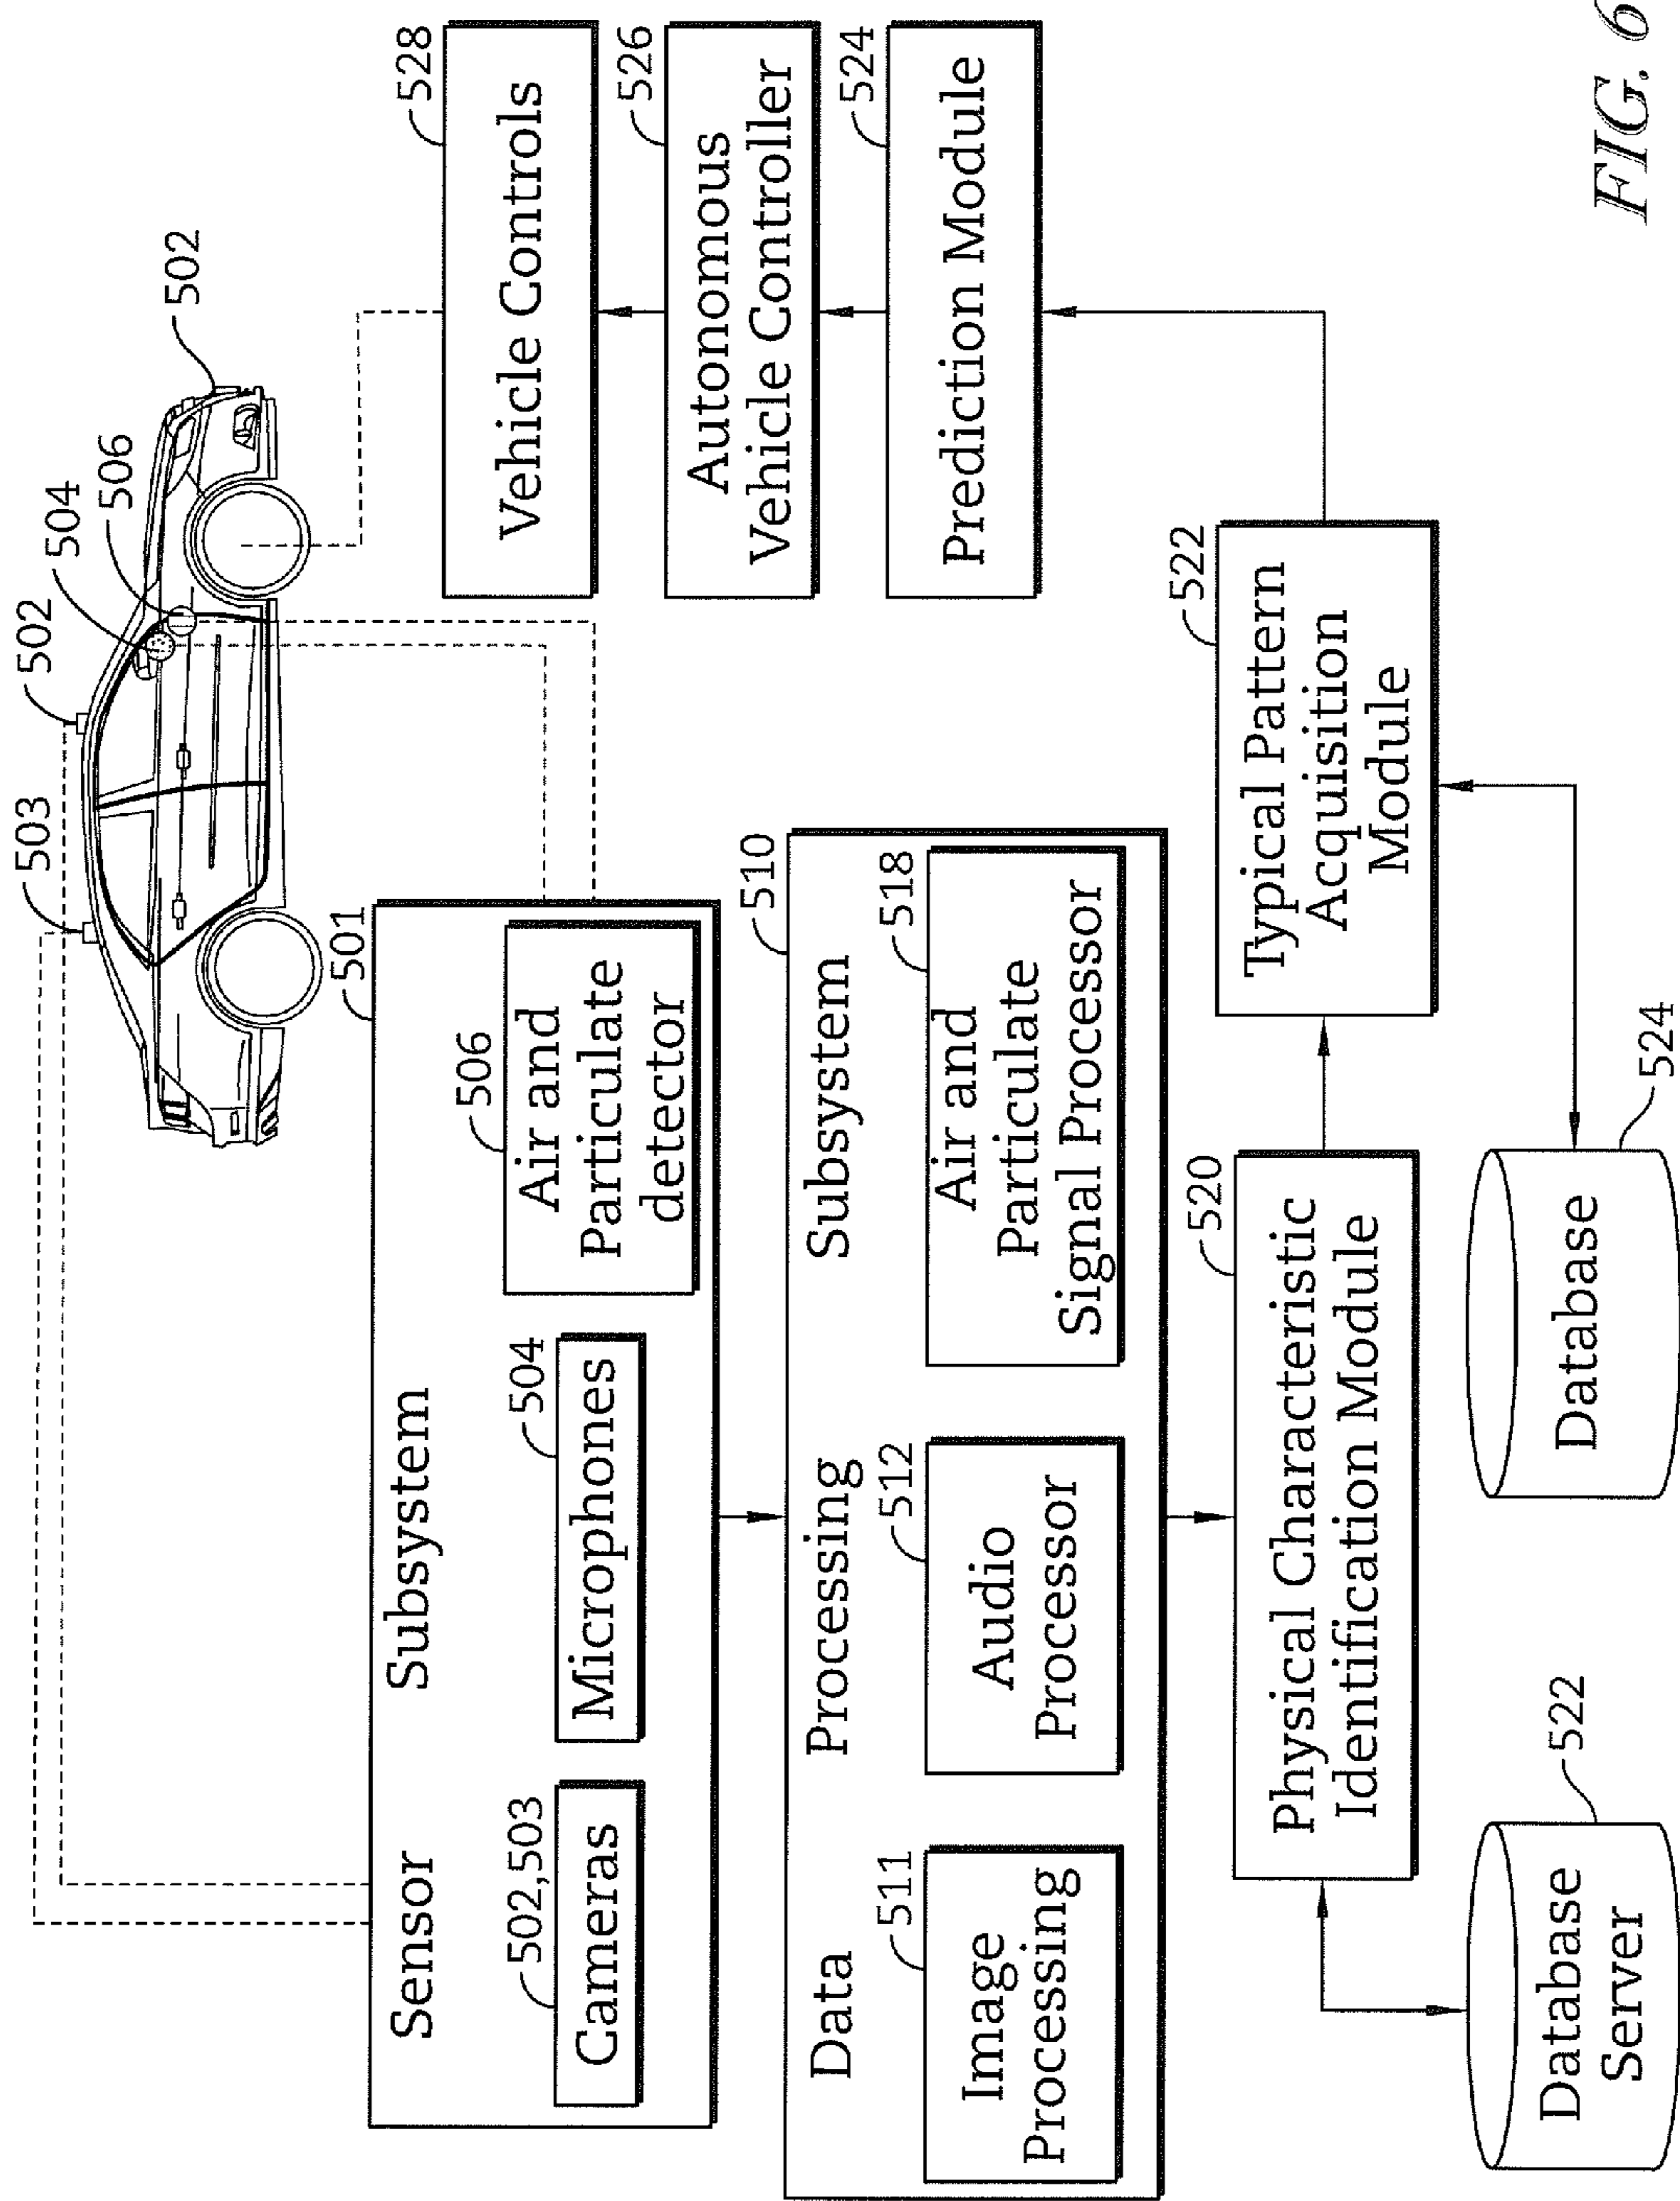 503
502
504
506
502
501
Sensor Subsystem
502,503
Cameras
504
Microphones
506
Air and
Particulate
detector
510
Data Processing Subsystem
511
Image
Processing
512
Audio
Processor
518
Air and
Particulate
Signal Processor
520
Physical Characteristic
Identification Module
522
Database
Server
524
Database
522
Typical Pattern
Acquisition
Module
528
Vehicle Controls
526
Autonomous
Vehicle Controller
524
Prediction Module
FIG. 6